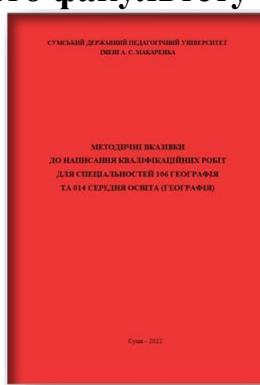 факультету
СУМСЬКИЙ ДЕРЖАВНИЙ ПЕДАГОГІЧНИЙ УНІВЕРСИТЕТ
ІМЕНІ А. С. МАКАРЕНКА
МЕТОДИЧНІ ВКАЗІВКИ
ДО НАПИСАННЯ КВАЛІФІКАЦІЙНИХ РОБІТ
ДЛЯ СПЕЦІАЛЬНОСТЕЙ 106 ГЕОГРАФІЯ
ТА 014 СЕРЕДНЯ ОСВІТА (ГЕОГРАФІЯ)
Суми – 2022